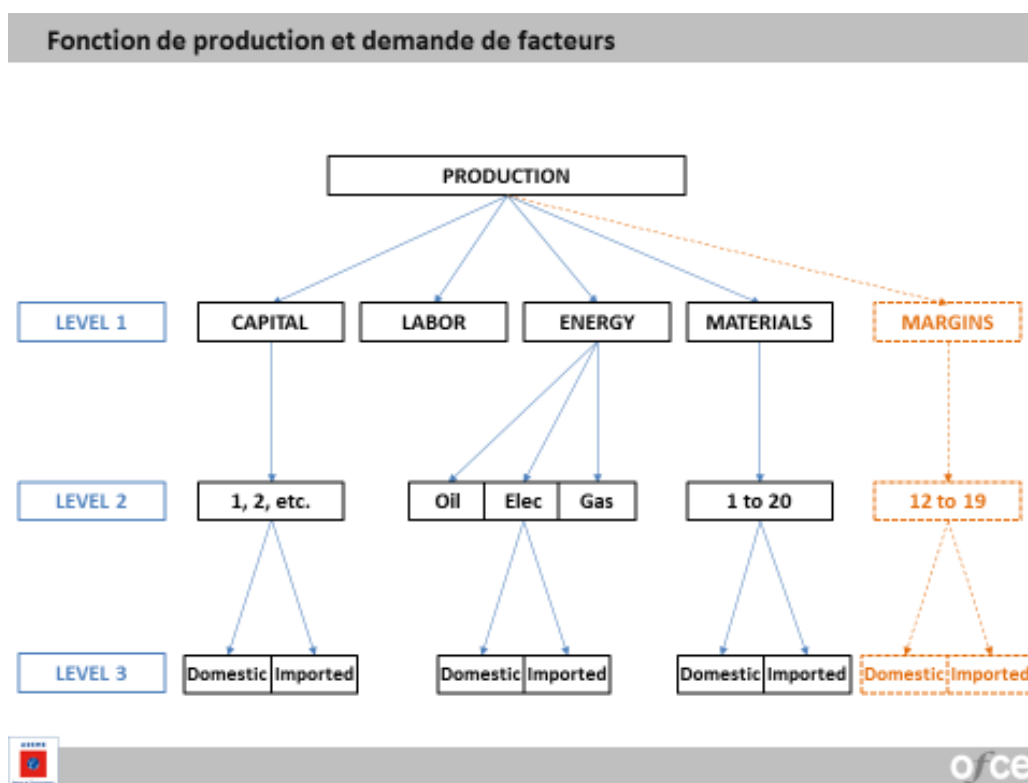 Fonction de production et demande de facteurs
PRODUCTION
LEVEL 1 CAPITAL LABOR ENERGY MATERIALS MARGINS
LEVEL 2 1, 2, etc. Oil Elec Gas 1 to 20 12 to 19
LEVEL 3 Domestic Imported Domestic Imported Domestic Imported Domestic Imported
ofce